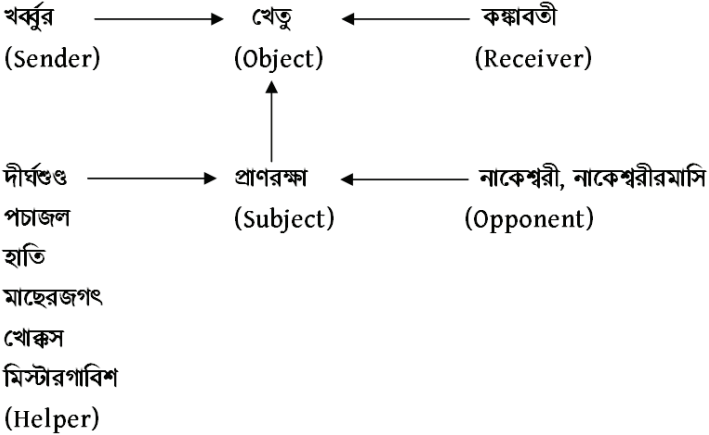 খর্ব্বুর খেতু কঙ্কাবতী
(Sender) (Object) (Receiver)
দীর্ঘশুণ্ড প্রাণরক্ষা নাকেশ্বরী, নাকেশ্বরীরমাসি
পচাজল (Subject) (Opponent)
হাতি
মাছেরজগৎ
খোক্কস
মিস্টারগাবিশ
(Helper)